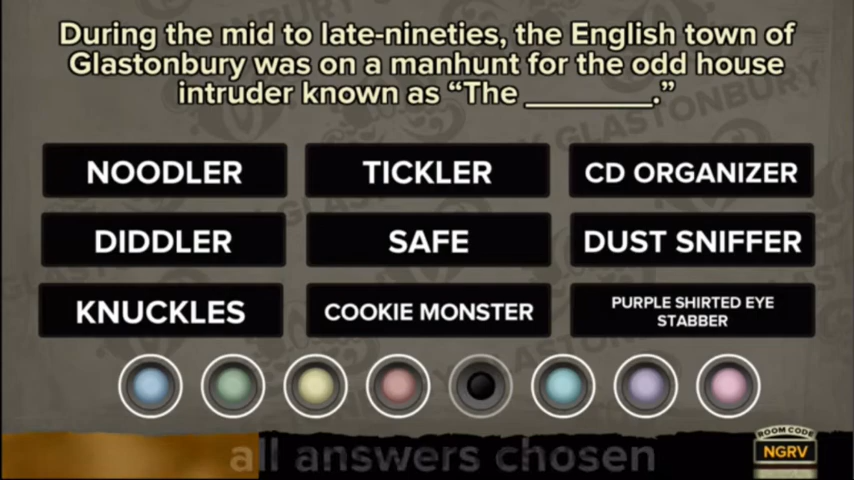 During the mid to late-nineties, the English town of
Glastonbury was on a manhunt for the odd house
intruder known as “The ________.”
NOODLER
TICKLER
CD ORGANIZER
DIDDLER
SAFE
DUST SNIFFER
KNUCKLES
COOKIE MONSTER
PURPLE SHIRTED EYE
STABBER
all answers chosen
ROOM CODE
NGRV